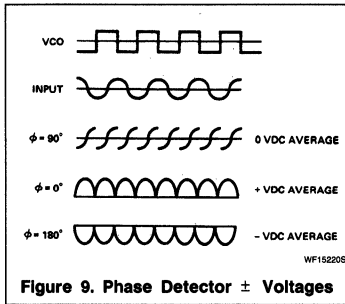 VCO
INPUT
ϕ = 90° 0 VDC AVERAGE
ϕ = 0° + VDC AVERAGE
ϕ = 180° – VDC AVERAGE
WF15220S
Figure 9. Phase Detector ± Voltages